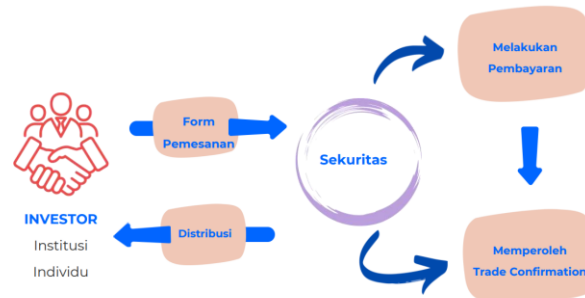 Melakukan
Pembayaran
Form
Pemesanan
Sekuritas
INVESTOR
Institusi
Individu
Distribusi
Memperoleh
Trade Confirmation